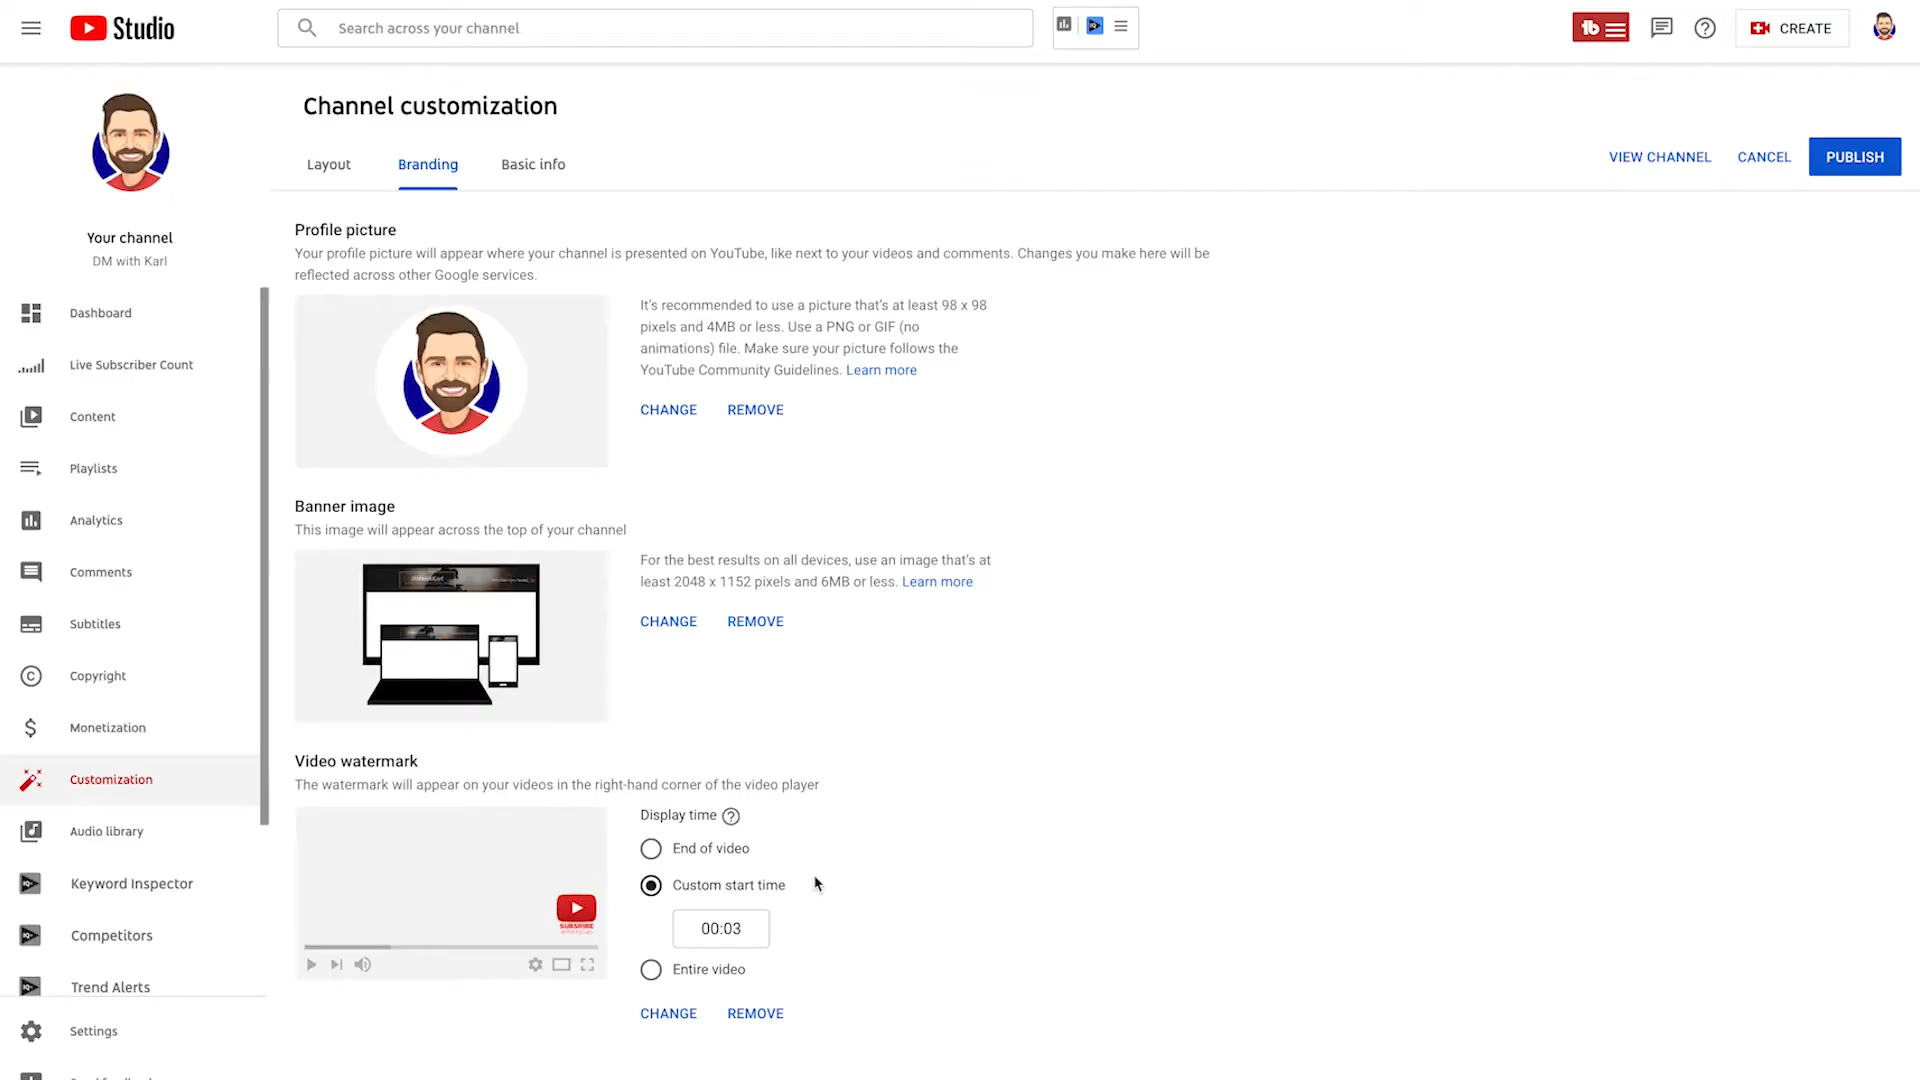 Studio
Search across your channel
CREATE
Your channel
DM with Karl
Dashboard
Live Subscriber Count
Content
Playlists
Analytics
Comments
Subtitles
Copyright
Monetization
Customization
Audio library
Keyword Inspector
Competitors
Trend Alerts
Settings
Channel customization
Layout
Branding
Basic info
VIEW CHANNEL
CANCEL
PUBLISH
Profile picture
Your profile picture will appear where your channel is presented on YouTube, like next to your videos and comments. Changes you make here will be
reflected across other Google services.
It's recommended to use a picture that's at least 98 x 98
pixels and 4MB or less. Use a PNG or GIF (no
animations) file. Make sure your picture follows the
YouTube Community Guidelines. Learn more
CHANGE
REMOVE
Banner image
This image will appear across the top of your channel
For the best results on all devices, use an image that's at
least 2048 x 1152 pixels and 6MB or less. Learn more
CHANGE
REMOVE
Video watermark
The watermark will appear on your videos in the right-hand corner of the video player
Display time
End of video
Custom start time
00:03
Entire video
CHANGE
REMOVE